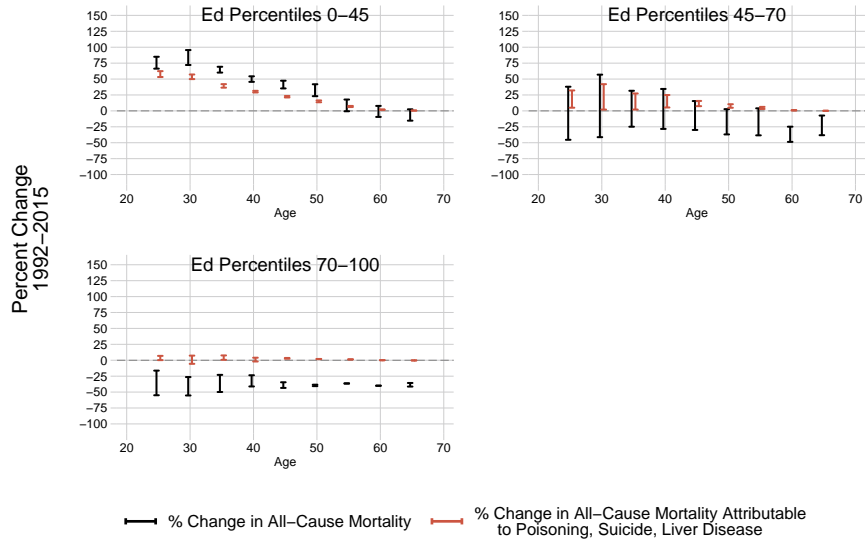 Percent Change
1992−2015
Ed Percentiles 0−45
150
125
100
75
50
25
0
−25
−50
−75
−100
20 30 40 50 60 70
Age
Ed Percentiles 45−70
150
125
100
75
50
25
0
−25
−50
−75
−100
20 30 40 50 60 70
Age
Ed Percentiles 70−100
150
125
100
75
50
25
0
−25
−50
−75
−100
20 30 40 50 60 70
Age
% Change in All−Cause Mortality
% Change in All−Cause Mortality Attributable
to Poisoning, Suicide, Liver Disease